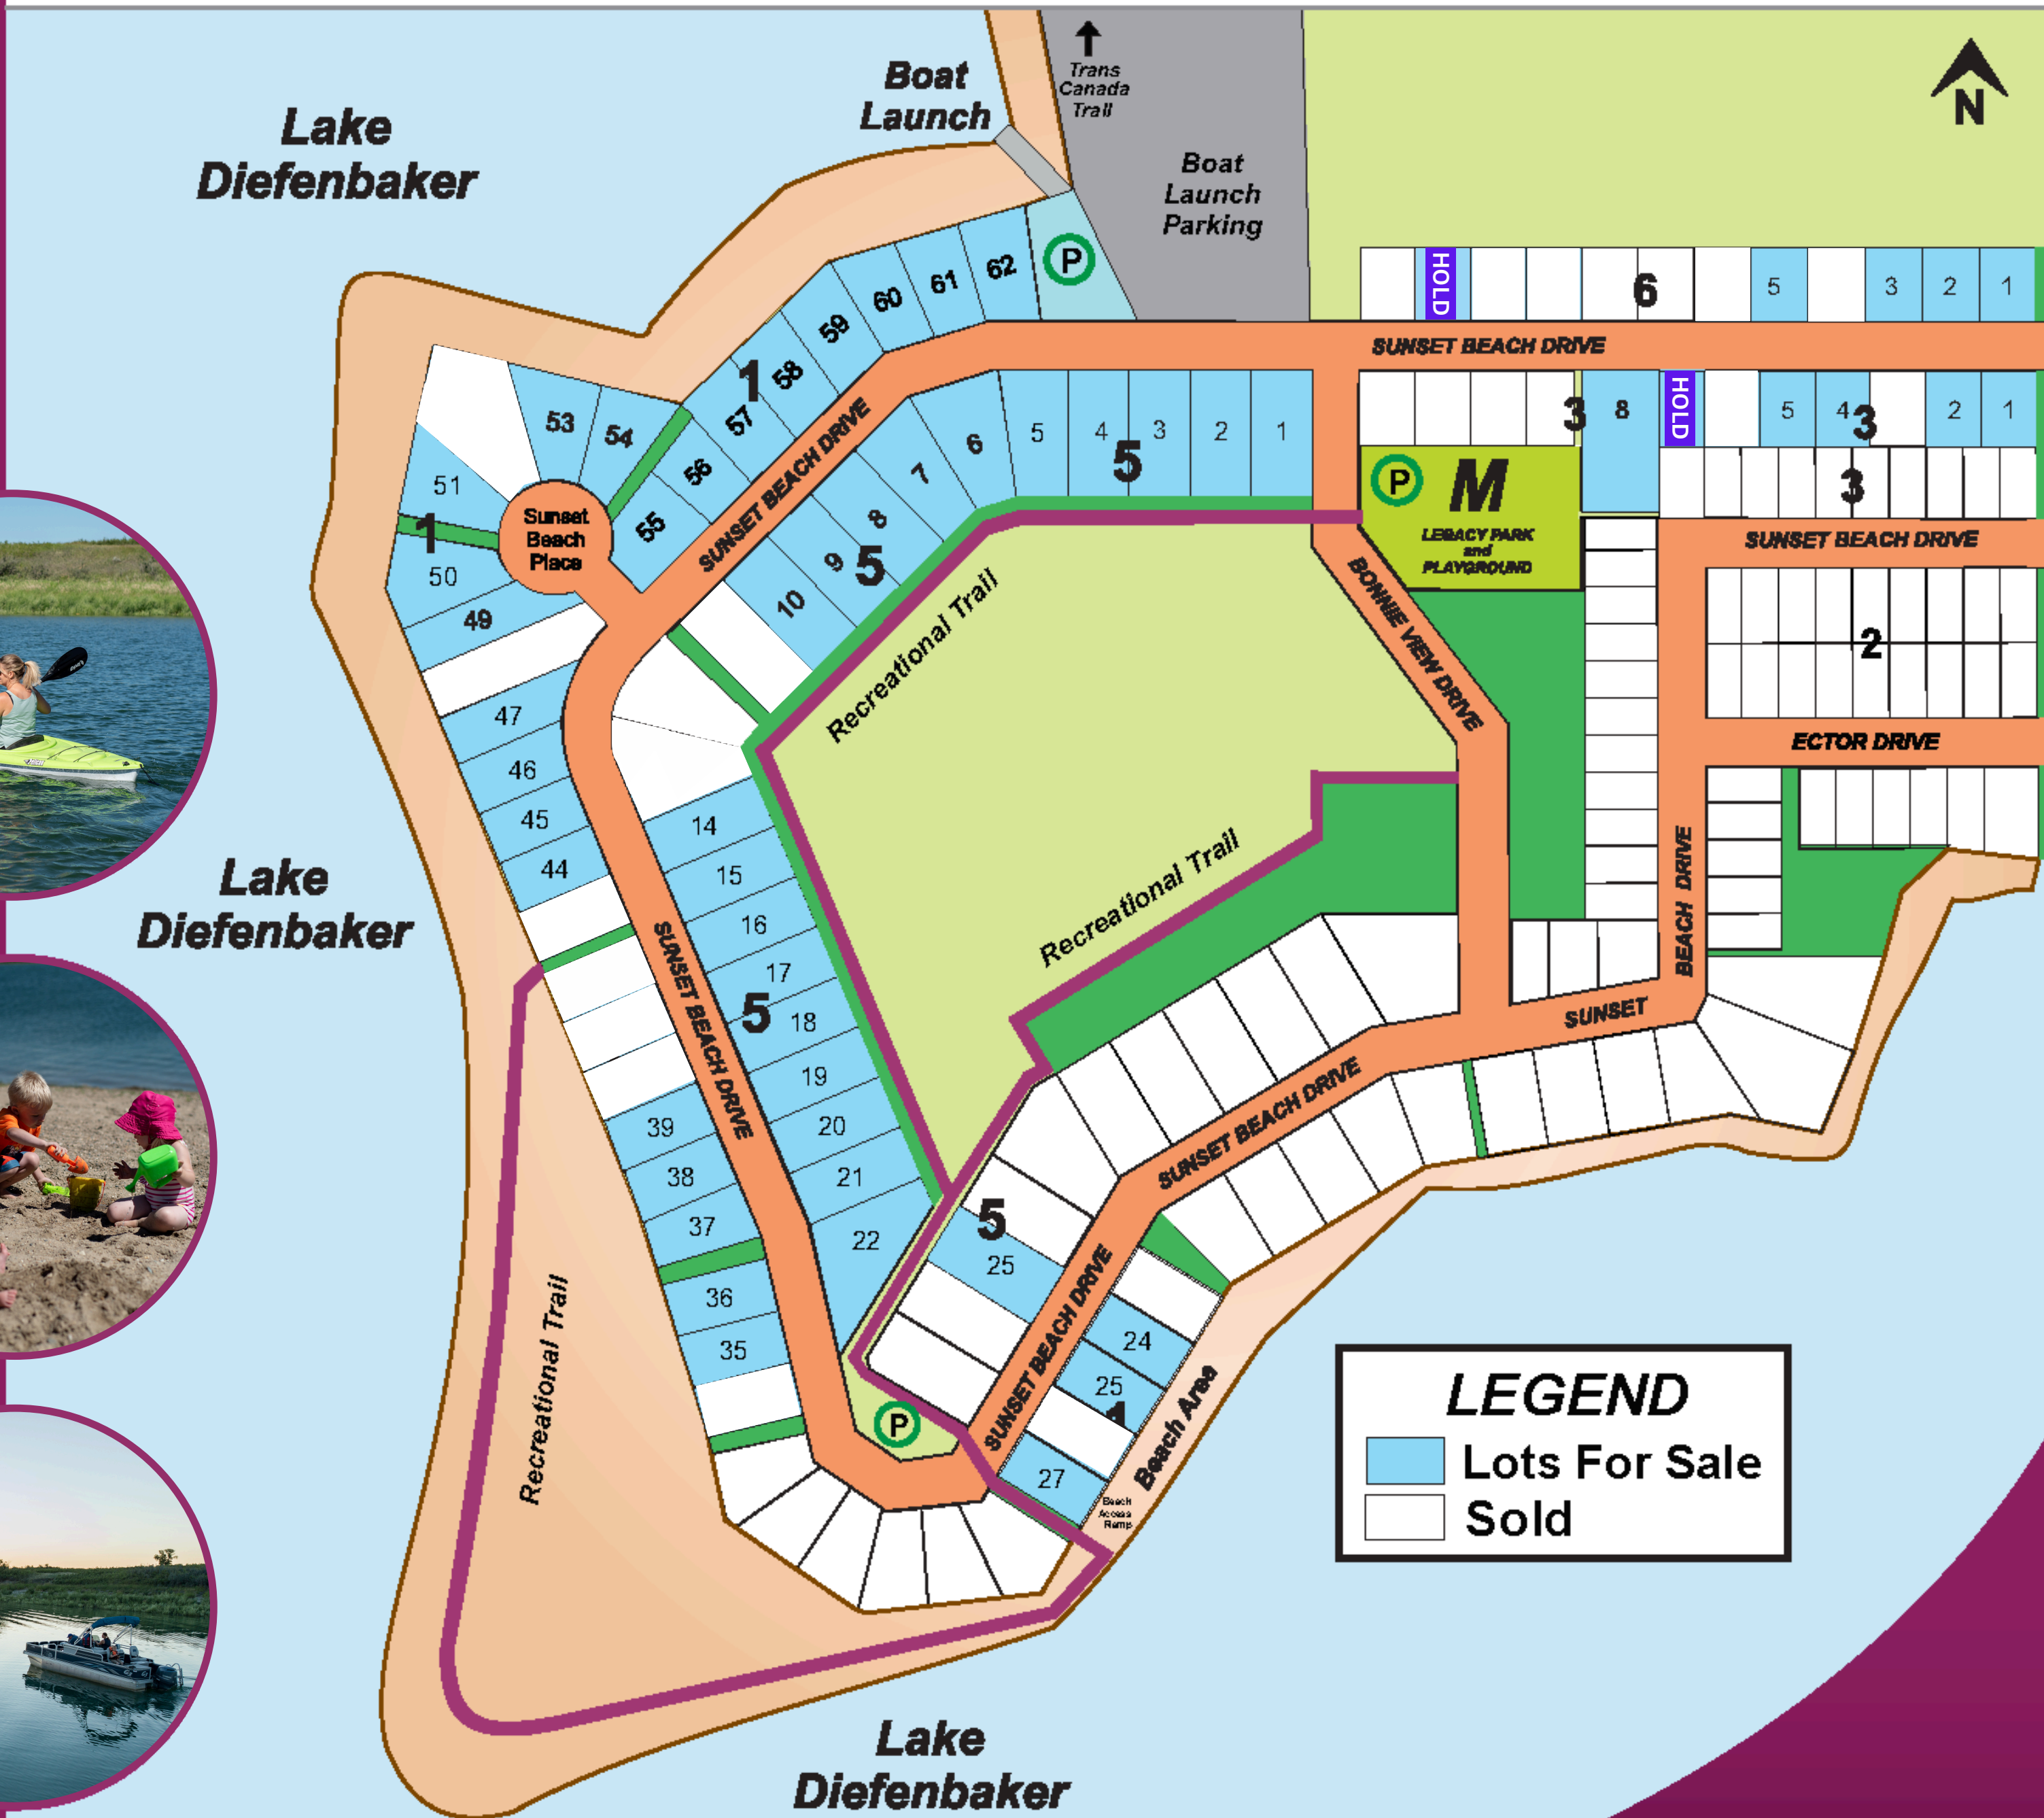 Lake
Diefenbaker
Boat
Launch
Trans
Canada
Trail
Boat
Launch
Parking
N
P
62
61
60
59
58
57
56
55
1
54
53
51
1
50
49
Sunset
Beach
Place
SUNSET BEACH DRIVE
HOLD
6
5
3
2
1
SUNSET BEACH DRIVE
3
8
HOLD
5
4
3
2
1
3
SUNSET BEACH DRIVE
2
ECTOR DRIVE
P
M
LEGACY PARK
and
PLAYGROUND
BONNIE VIEW DRIVE
5
4
3
2
1
5
6
7
8
9
5
10
Recreational Trail
47
46
45
44
14
15
16
17
5
18
19
20
21
22
SUNSET BEACH DRIVE
39
38
37
36
35
Lake
Diefenbaker
Recreational Trail
Recreational Trail
BEACH DRIVE
SUNSET
SUNSET BEACH DRIVE
5
25
SUNSET BEACH DRIVE
24
25
1
27
P
Beach Area
Beach
Access
Ramp
LEGEND
Lots For Sale
Sold
Lake
Diefenbaker